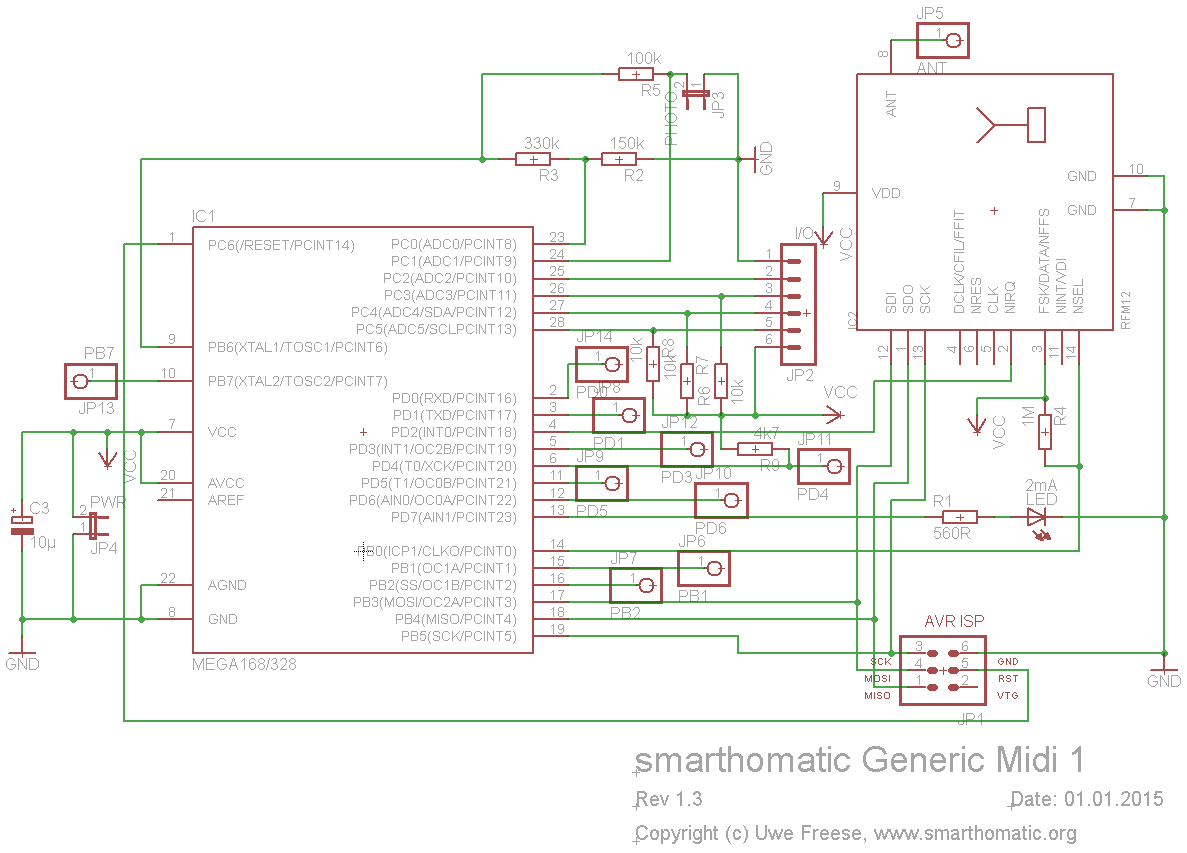 JP5
1
8
ANT
100k
R5
2
1
JP3
PHOTO
ANT
330k
R3
150k
R2
GND
9
VDD
GND
10
GND
7
IC1
I/O
VCC
MEGA168/328
1
PC6(/RESET/PCINT14)
9
PB6(XTAL1/TOSC1/PCINT6)
10
PB7(XTAL2/TOSC2/PCINT7)
7
VCC
20
AVCC
21
AREF
22
AGND
8
GND
PC0(ADC0/PCINT8)
23
PC1(ADC1/PCINT9)
24
PC2(ADC2/PCINT10)
25
PC3(ADC3/PCINT11)
26
PC4(ADC4/SDA/PCINT12)
27
PC5(ADC5/SCLPCINT13)
28
PD0(RXD/PCINT16)
2
PD1(TXD/PCINT17)
3
PD2(INT0/PCINT18)
4
PD3(INT1/OC2B/PCINT19)
5
PD4(T0/XCK/PCINT20)
6
PD5(T1/OC0B/PCINT21)
11
PD6(AIN0/OC0A/PCINT22)
12
PD7(AIN1/PCINT23)
13
PB0(ICP1/CLKO/PCINT0)
14
PB1(OC1A/PCINT1)
15
PB2(SS/OC1B/PCINT2)
16
PB3(MOSI/OC2A/PCINT3)
17
PB4(MISO/PCINT4)
18
PB5(SCK/PCINT5)
19
1
2
3
4
5
6
JP2
IC2
RFM12
SDI
SDO
SCK
DCLK/CFIL/FFIT
NRES
CLK
NIRQ
FSK/DATA/NFFS
NINT/VDI
NSEL
12
1
13
4
6
5
2
3
11
14
PB7
1
JP13
JP14
1
PD0
JP8
1
PD1
JP12
1
PD3
JP9
1
PD5
JP10
1
PD6
JP11
1
PD4
JP6
1
PB1
JP7
1
PB2
10k
R8
10k
R6
R7
10k
VCC
4k7
R9
VCC
1M
R4
VCC
C3
10µ
PWR
2
1
JP4
GND
R1
560R
2mA
LED
AVR ISP
3
6
4
5
1
2
SCK
MOSI
MISO
GND
RST
VTG
JP1
GND
smarthomatic Generic Midi 1
Rev 1.3
Date: 01.01.2015
Copyright (c) Uwe Freese, www.smarthomatic.org